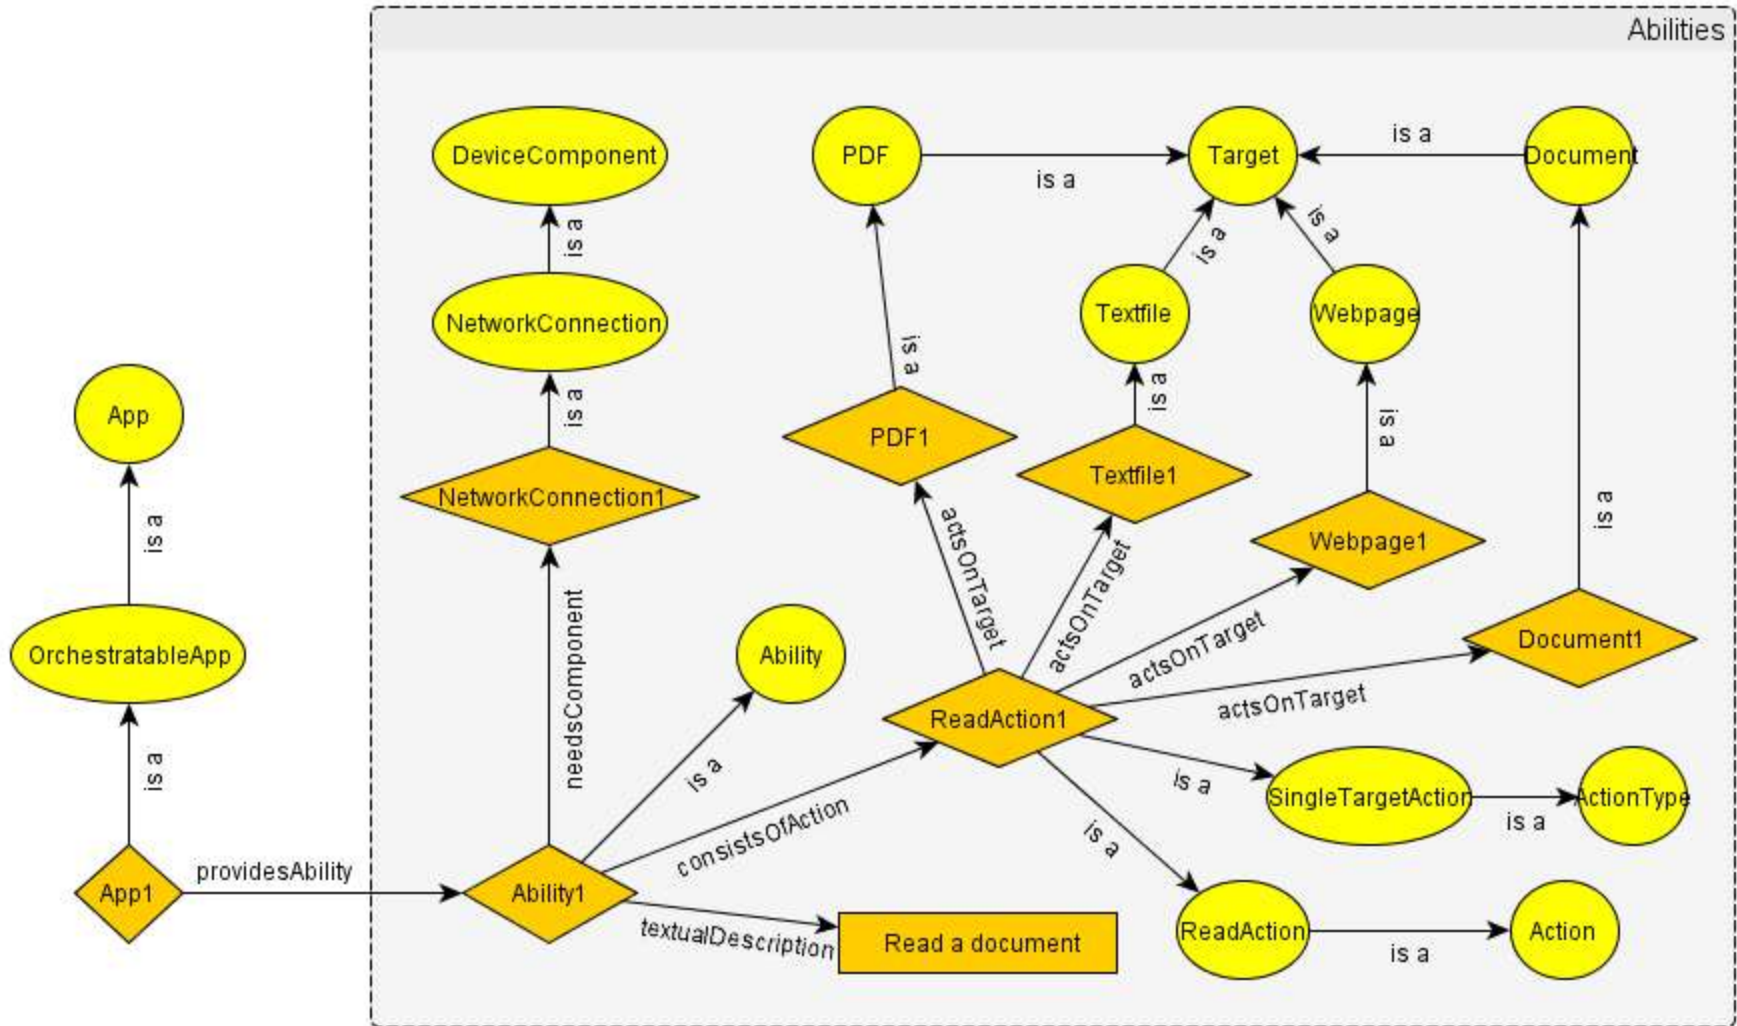 Abilities
DeviceComponent
PDF
Target
Document
is a
is a
is a
is a
is a
NetworkConnection
Textfile
Webpage
App
is a
is a
is a
is a
PDF1
Textfile1
NetworkConnection1
is a
is a
Webpage1
actsOnTarget
actsOnTarget
actsOnTarget
actsOnTarget
needsComponent
OrchestratableApp
Ability
Document1
ReadAction1
is a
is a
is a
SingleTargetAction
ActionType
is a
consistsOfAction
is a
providesAbility
App1
Ability1
textualDescription
Read a document
ReadAction
Action
is a